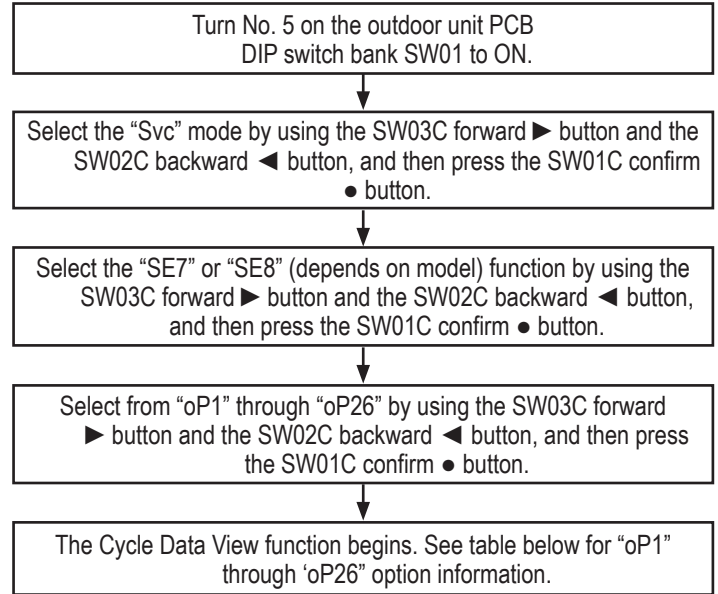 Turn No. 5 on the outdoor unit PCB
DIP switch bank SW01 to ON.
Select the “Svc” mode by using the SW03C forward ► button and the
SW02C backward ◄ button, and then press the SW01C confirm
● button.
Select the “SE7” or “SE8” (depends on model) function by using the
SW03C forward ► button and the SW02C backward ◄ button,
and then press the SW01C confirm ● button.
Select from “oP1” through “oP26” by using the SW03C forward
► button and the SW02C backward ◄ button, and then press
the SW01C confirm ● button.
The Cycle Data View function begins. See table below for “oP1”
through ‘oP26” option information.